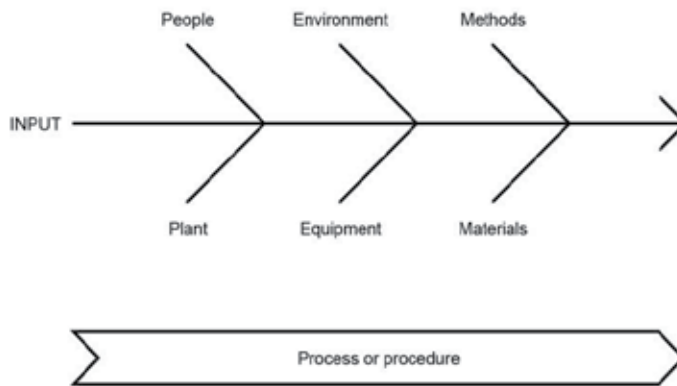 People Environment Methods
INPUT
Plant Equipment Materials
Process or procedure